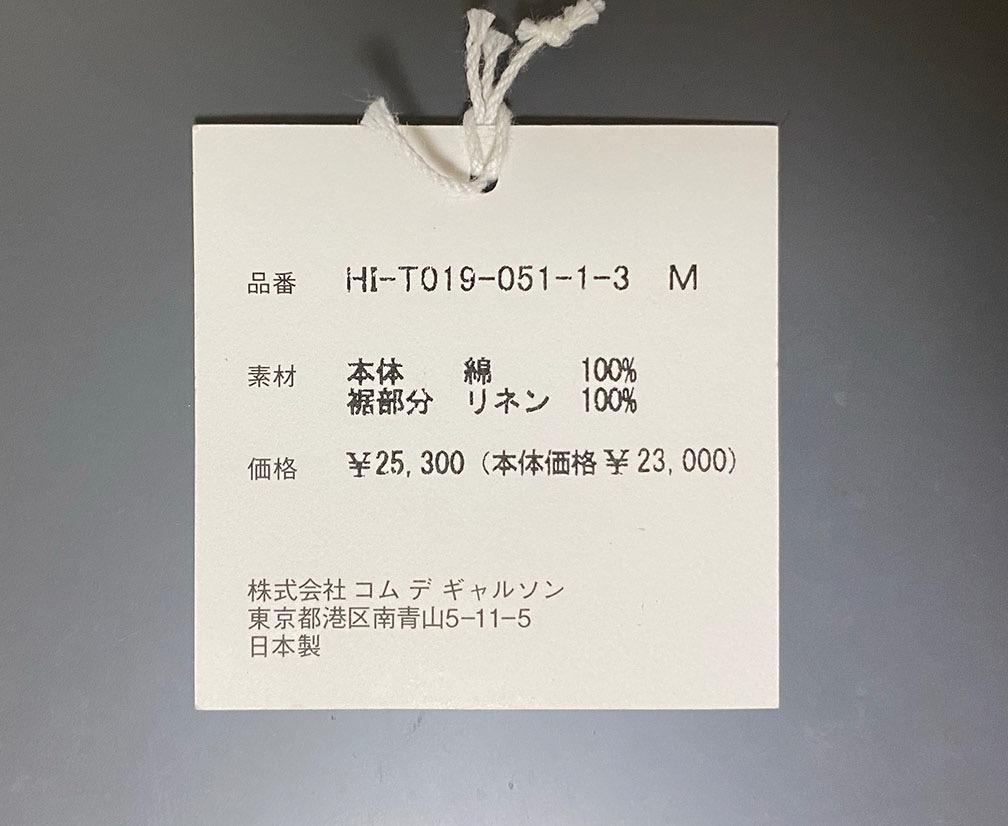 品番 HI-T019-051-1-3 M
素材 本体 綿 100%
裾部分 リネン 100%
価格 ¥25,300（本体価格¥23,000）
株式会社 コム デ ギャルソン
東京都港区南青山5-11-5
日本製